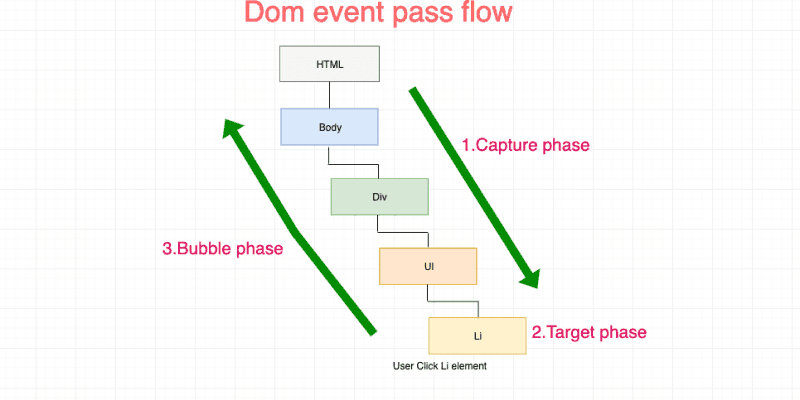 Dom event pass flow
HTML
Body
1.Capture phase
Div
3.Bubble phase
UI
Li
2.Target phase
User Click Li element